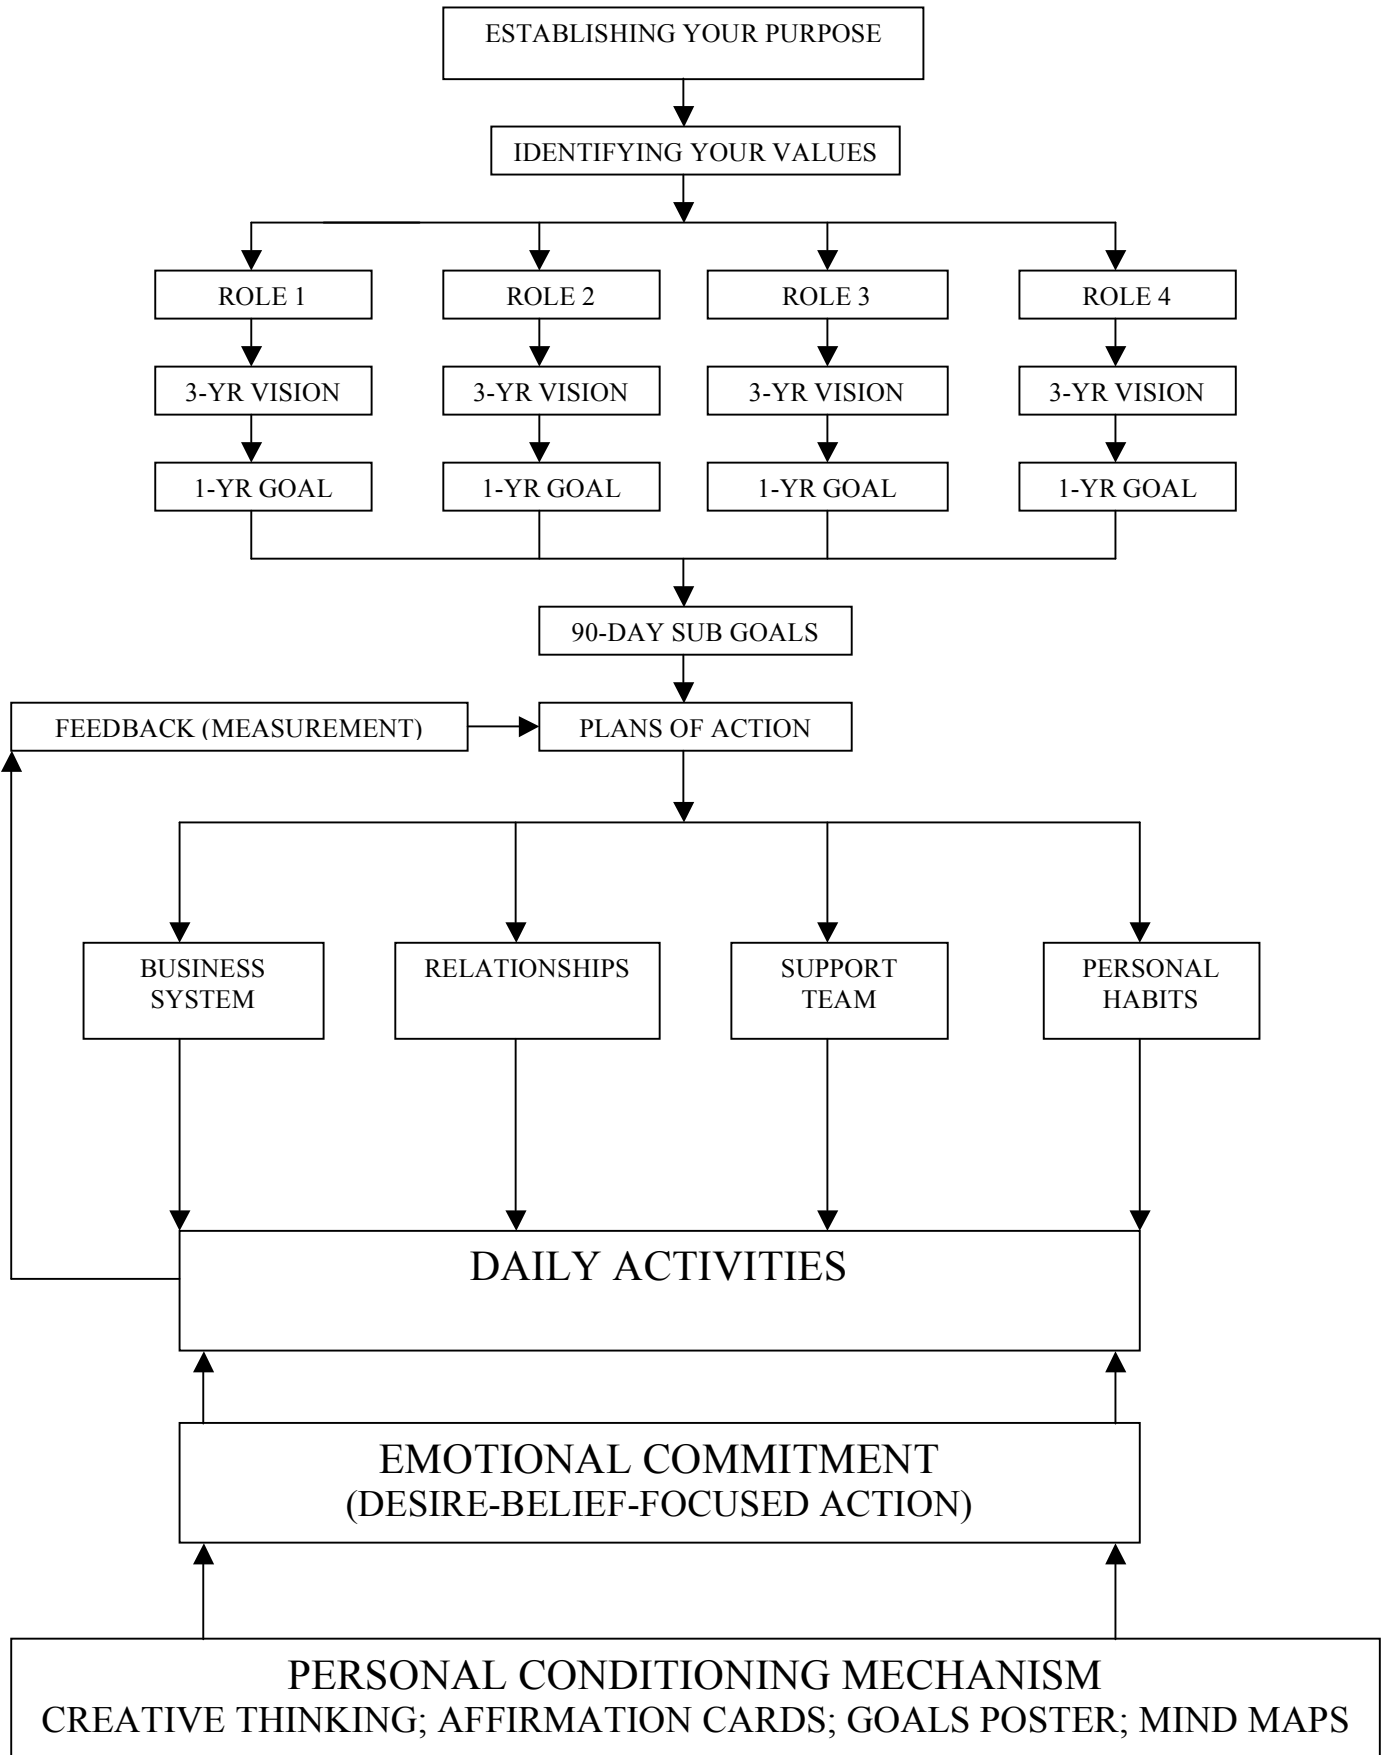 ESTABLISHING YOUR PURPOSE
IDENTIFYING YOUR VALUES
ROLE 1
ROLE 2
ROLE 3
ROLE 4
3-YR VISION
3-YR VISION
3-YR VISION
3-YR VISION
1-YR GOAL
1-YR GOAL
1-YR GOAL
1-YR GOAL
90-DAY SUB GOALS
FEEDBACK (MEASUREMENT)
PLANS OF ACTION
BUSINESS
SYSTEM
RELATIONSHIPS
SUPPORT
TEAM
PERSONAL
HABITS
DAILY ACTIVITIES
EMOTIONAL COMMITMENT
(DESIRE-BELIEF-FOCUSED ACTION)
PERSONAL CONDITIONING MECHANISM
CREATIVE THINKING; AFFIRMATION CARDS; GOALS POSTER; MIND MAPS